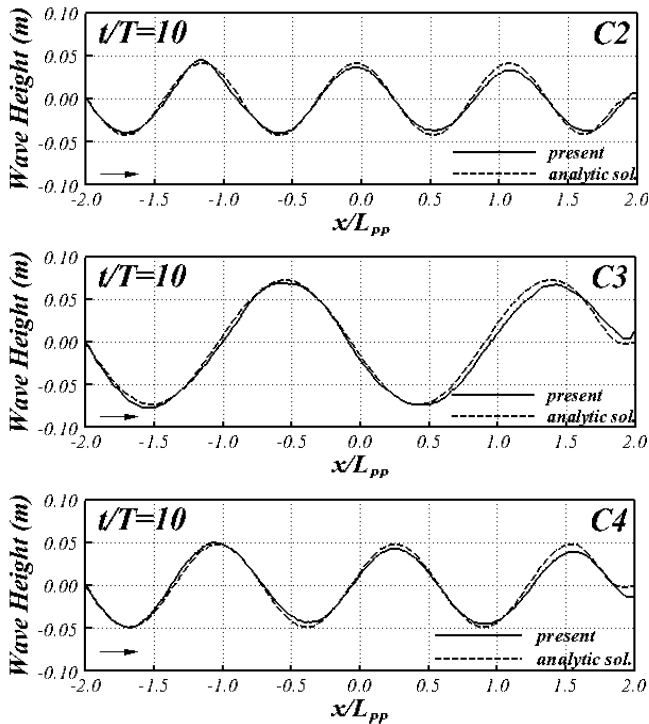 t/T=10 C2
Wave Height (m)
0.10
0.05
0.00
-0.05
-0.10
present
analytic sol.
-2.0 -1.5 -1.0 -0.5 0.0 0.5 1.0 1.5 2.0
x/Lpp
t/T=10 C3
Wave Height (m)
0.10
0.05
0.00
-0.05
-0.10
present
analytic sol.
-2.0 -1.5 -1.0 -0.5 0.0 0.5 1.0 1.5 2.0
x/Lpp
t/T=10 C4
Wave Height (m)
0.10
0.05
0.00
-0.05
-0.10
present
analytic sol.
-2.0 -1.5 -1.0 -0.5 0.0 0.5 1.0 1.5 2.0
x/Lpp